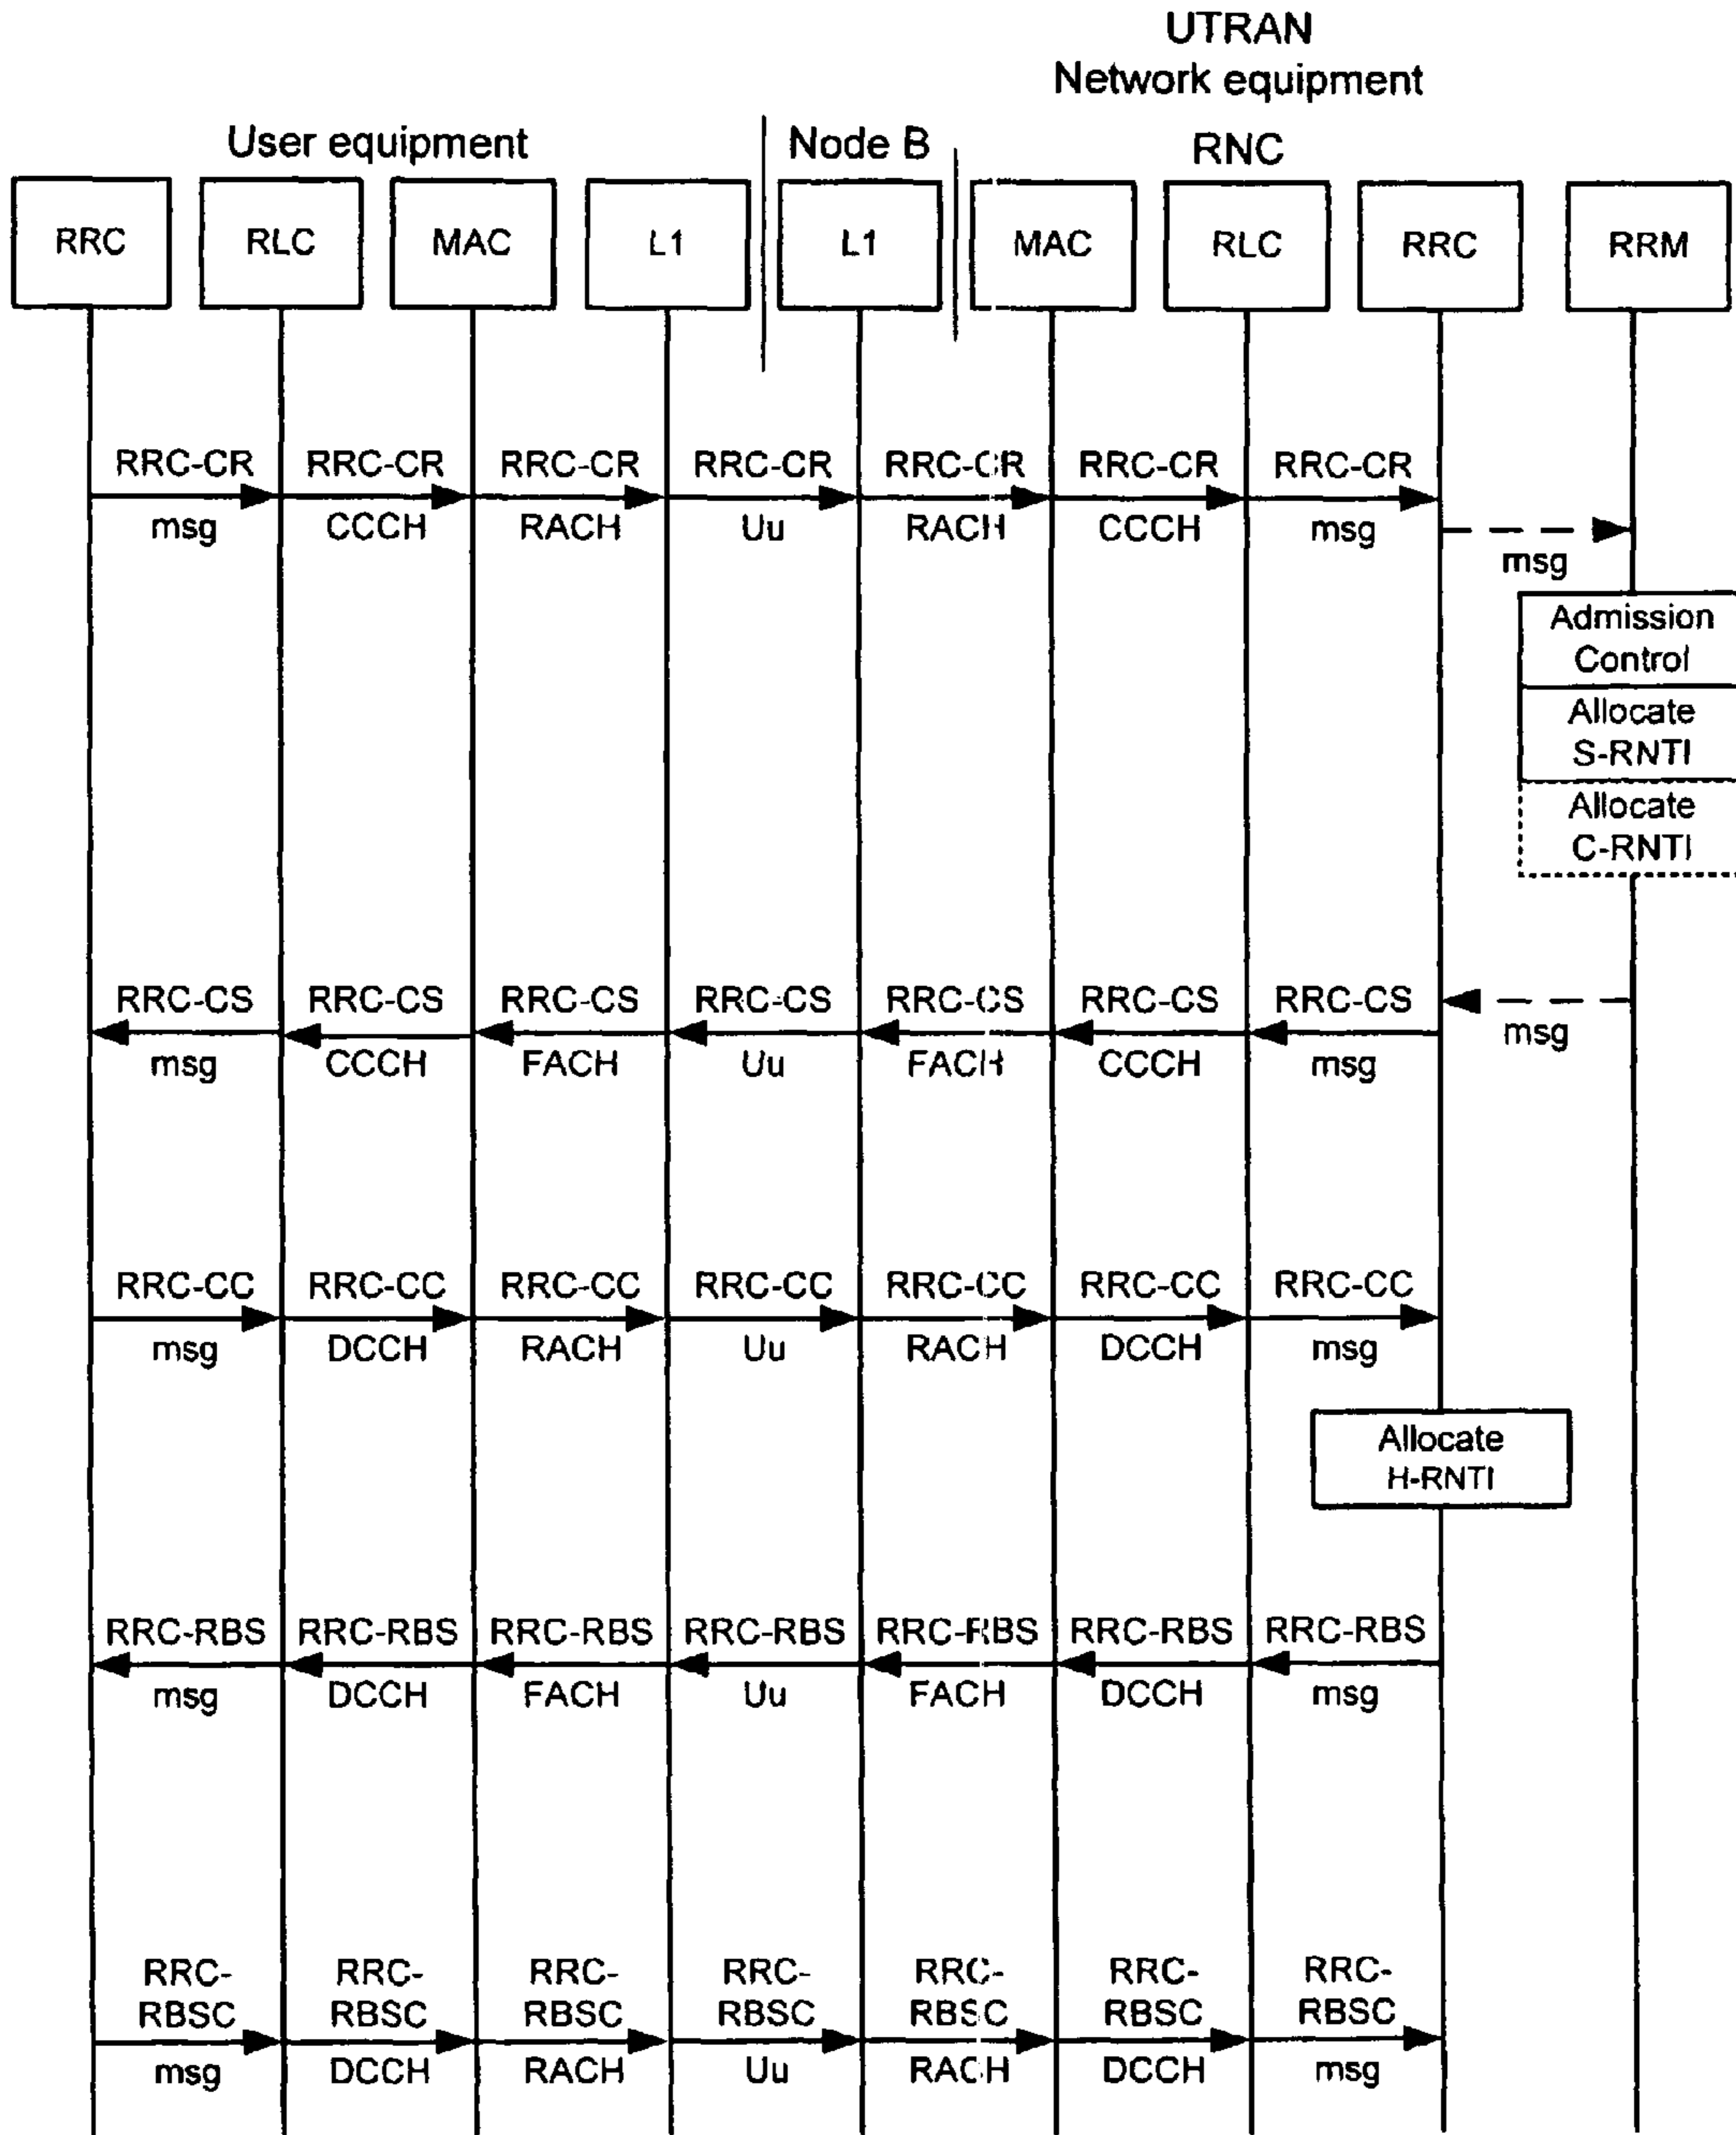 UTRAN
Network equipment
User equipment
Node B
RNC
RRC RLC MAC L1 L1 MAC RLC RRC RRM
RRC-CR RRC-CR RRC-CR RRC-CR RRC-CR RRC-CR RRC-CR
msg CCCH RACH Uu RACH CCCH msg
msg
Admission
Control
Allocate
S-RNTI
Allocate
C-RNTI
RRC-CS RRC-CS RRC-CS RRC-CS RRC-CS RRC-CS RRC-CS
msg CCCH FACH Uu FACH CCCH msg
msg
RRC-CC RRC-CC RRC-CC RRC-CC RRC-CC RRC-CC RRC-CC
msg DCCH RACH Uu RACH DCCH msg
Allocate
H-RNTI
RRC-RBS RRC-RBS RRC-RBS RRC-RBS RRC-RBS RRC-RBS RRC-RBS
msg DCCH FACH Uu FACH DCCH msg
RRC- RRC- RRC- RRC- RRC- RRC- RRC-
RBSC RBSC RBSC RBSC RBSC RBSC RBSC
msg DCCH RACH Uu RACH DCCH msg